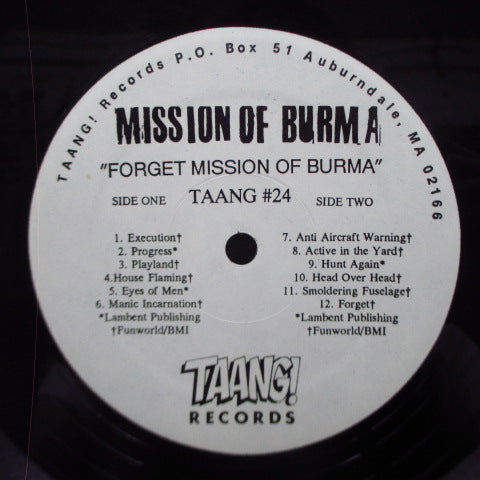 TAANG! Records P.O. Box 51 Auburndale, MA 02166
MISSION OF BURMA
"FORGET MISSION OF BURMA"
SIDE ONE TAANG #24 SIDE TWO
1. Execution†
2. Progress*
3. Playland†
4.House Flaming†
5. Eyes of Men*
6. Manic Incarnation†
*Lambent Publishing
†Funworld/BMI
7. Anti Aircraft Warning†
8. Active in the Yard†
9. Hunt Again*
10. Head Over Head†
11. Smoldering Fuselage†
12. Forget†
*Lambent Publishing
†Funworld/BMI
TAANG!
RECORDS